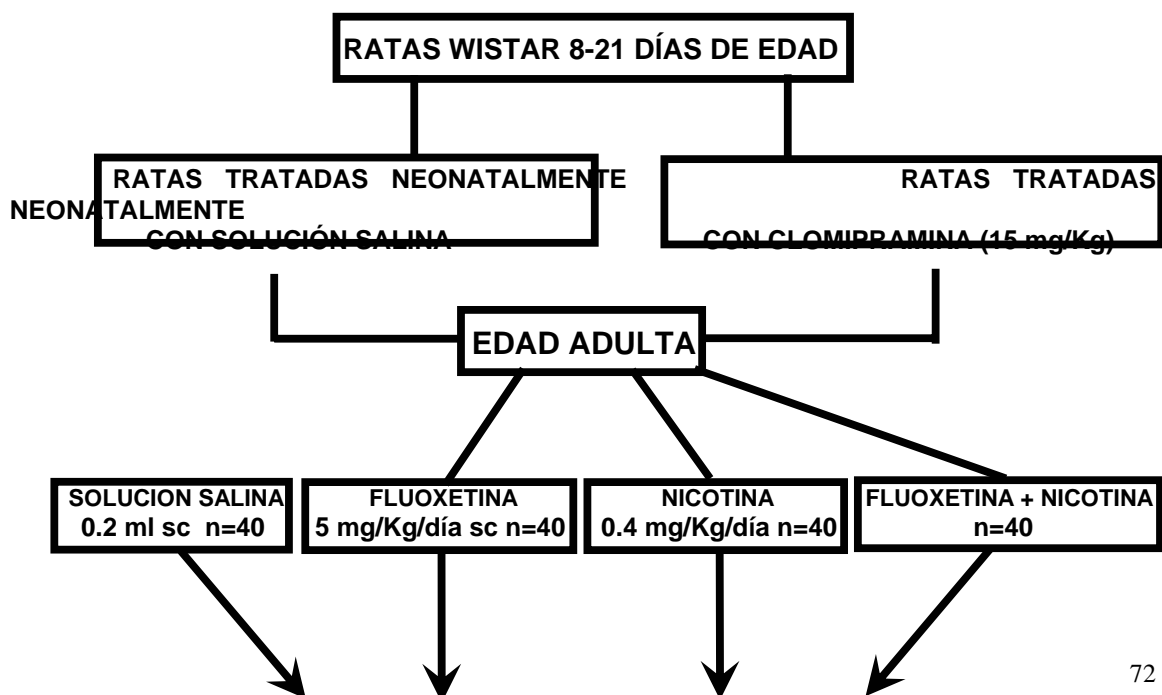 RATAS WISTAR 8-21 DÍAS DE EDAD
RATAS TRATADAS NEONATALMENTE RATAS TRATADAS
NEONATALMENTE
CON SOLUCIÓN SALINA CON CLOMIPRAMINA (15 mg/Kg)
EDAD ADULTA
SOLUCION SALINA
0.2 ml sc n=40
FLUOXETINA
5 mg/Kg/día sc n=40
NICOTINA
0.4 mg/Kg/día n=40
FLUOXETINA + NICOTINA
n=40
72